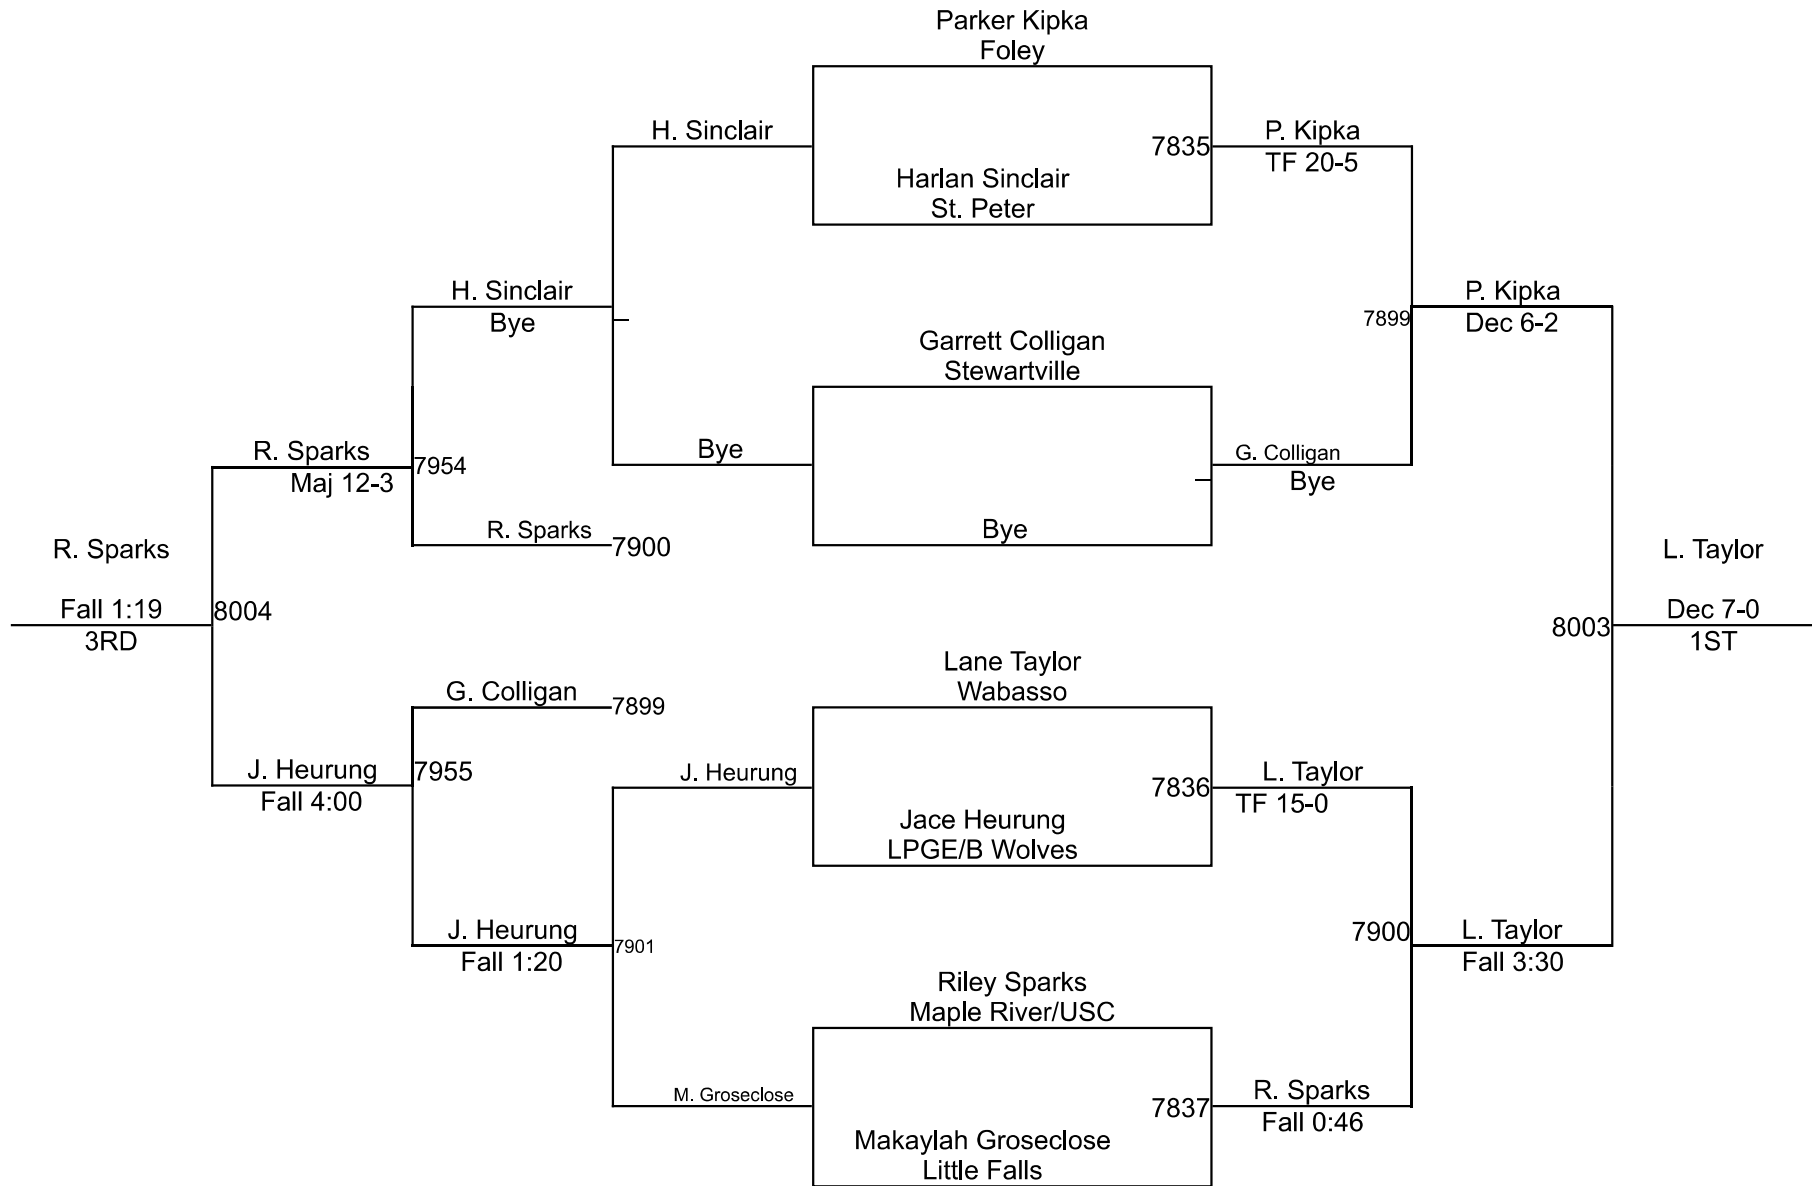 Parker Kipka
Foley
H. Sinclair
7835
P. Kipka
TF 20-5
Harlan Sinclair
St. Peter
H. Sinclair
Bye
7899
P. Kipka
Dec 6-2
Garrett Colligan
Stewartville
R. Sparks
Maj 12-3
7954
Bye
G. Colligan
Bye
R. Sparks
7900
Bye
R. Sparks
Fall 1:19
3RD
8004
L. Taylor
8003
Dec 7-0
1ST
G. Colligan
7899
Lane Taylor
Wabasso
J. Heurung
Fall 4:00
7955
J. Heurung
7836
L. Taylor
TF 15-0
Jace Heurung
LPGE/B Wolves
J. Heurung
Fall 1:20
7901
7900
L. Taylor
Fall 3:30
Riley Sparks
Maple River/USC
M. Groseclose
7837
R. Sparks
Fall 0:46
Makaylah Groseclose
Little Falls